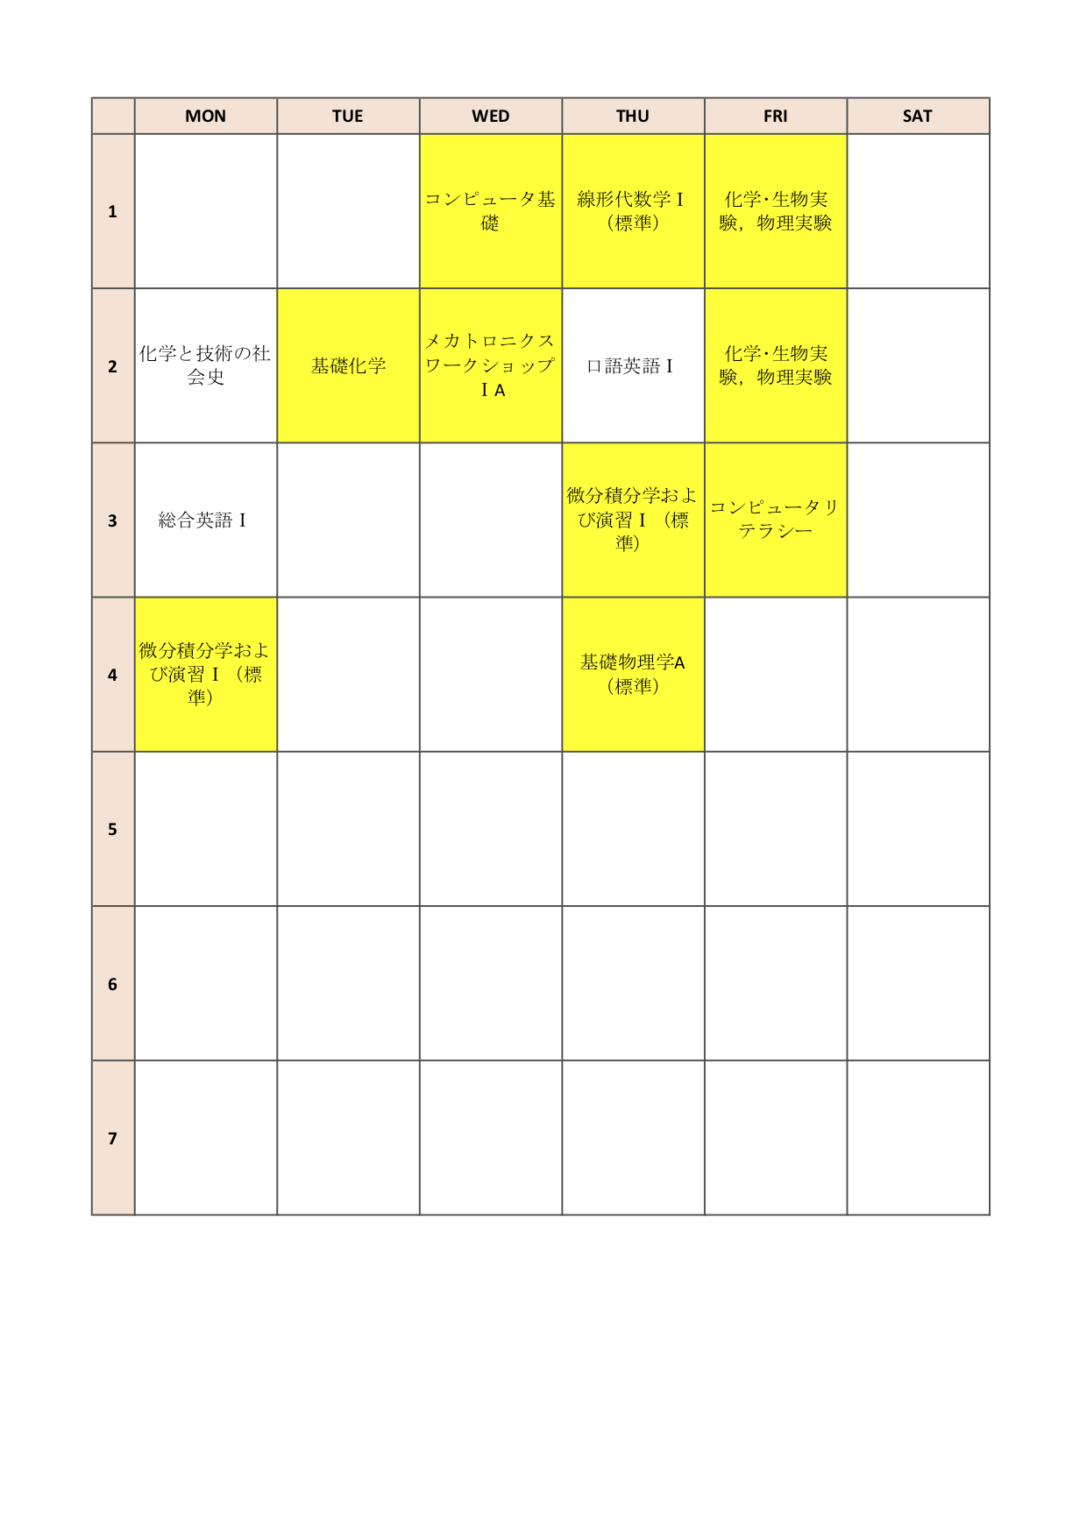 MON TUE WED THU FRI SAT
1
コンピュータ基
礎
線形代数学Ⅰ
（標準）
化学・生物実
験，物理実験
2
化学と技術の社
会史
基礎化学
メカトロニクス
ワークショップ
ⅠA
口語英語Ⅰ
化学・生物実
験，物理実験
3
総合英語Ⅰ
微分積分学およ
び演習Ⅰ（標
準）
コンピュータリ
テラシー
4
微分積分学およ
び演習Ⅰ（標
準）
基礎物理学A
（標準）
5
6
7